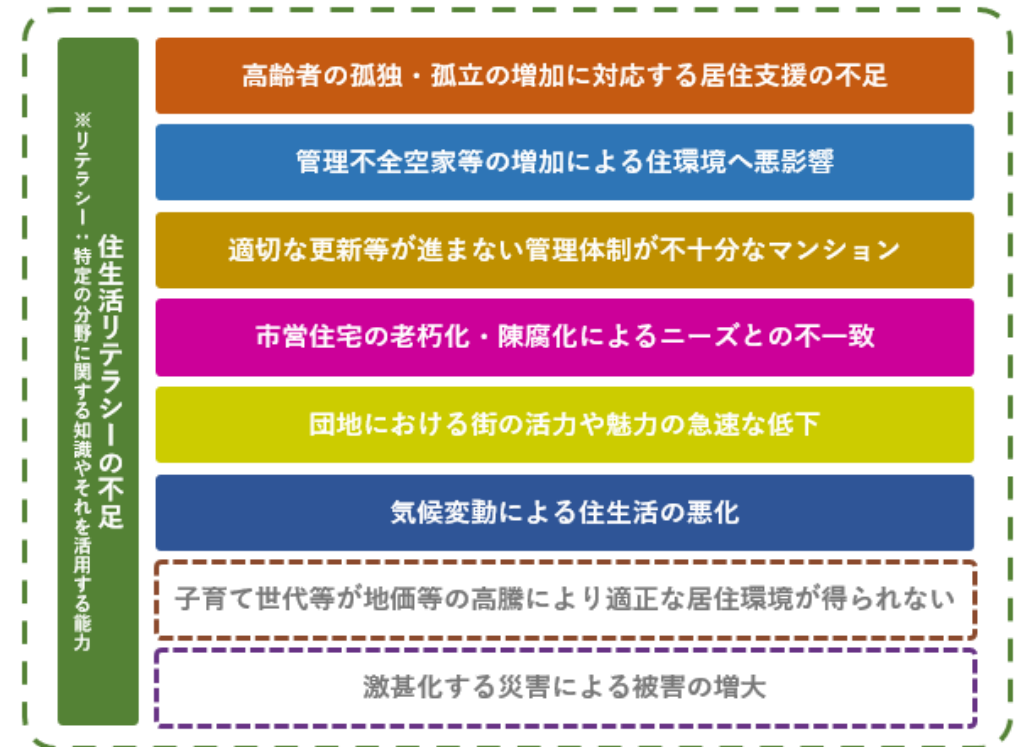 住生活リテラシーの不足
※リテラシー：特定の分野に関する知識やそれを活用する能力
高齢者の孤独・孤立の増加に対応する居住支援の不足
管理不全空家等の増加による住環境へ悪影響
適切な更新等が進まない管理体制が不十分なマンション
市営住宅の老朽化・陳腐化によるニーズとの不一致
団地における街の活力や魅力の急速な低下
気候変動による住生活の悪化
子育て世代等が地価等の高騰により適正な居住環境が得られない
激甚化する災害による被害の増大